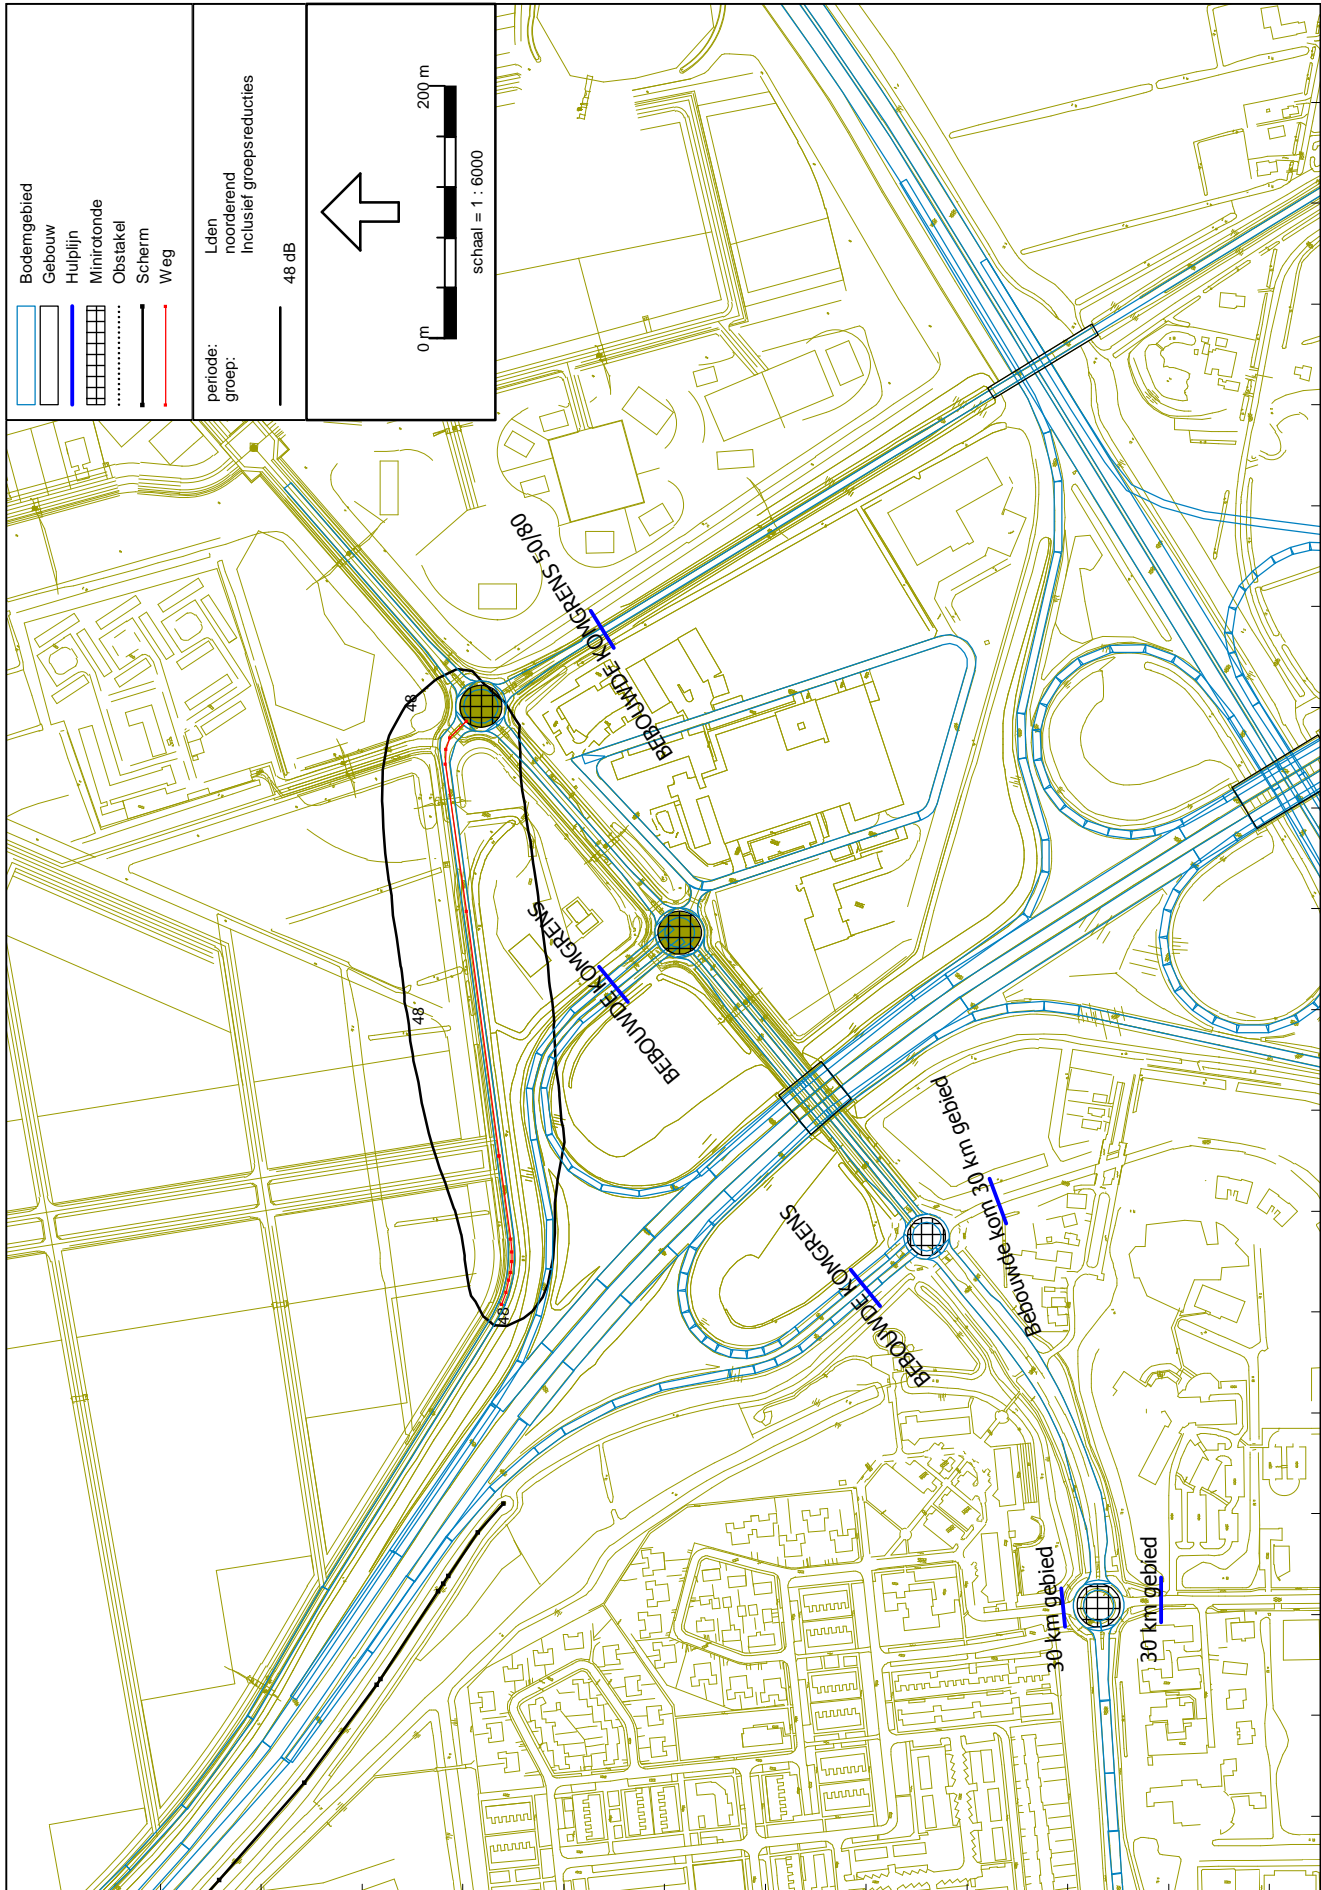 Bodemgebied
Gebouw
Hulplijn
Minirotonde
Obstakel
Scherm
Weg
periode: Lden
groep: noorderend
Inclusief groepsreducties
48 dB
0 m 200 m
schaal = 1 : 6000
BEBOUWDE KOMGRENS 50/80
48
48
48
BEBOUWDE KOMGRENS
BEBOUWDE KOMGRENS
Bebouwde kom 30 km gebied
30 km gebied
30 km gebied